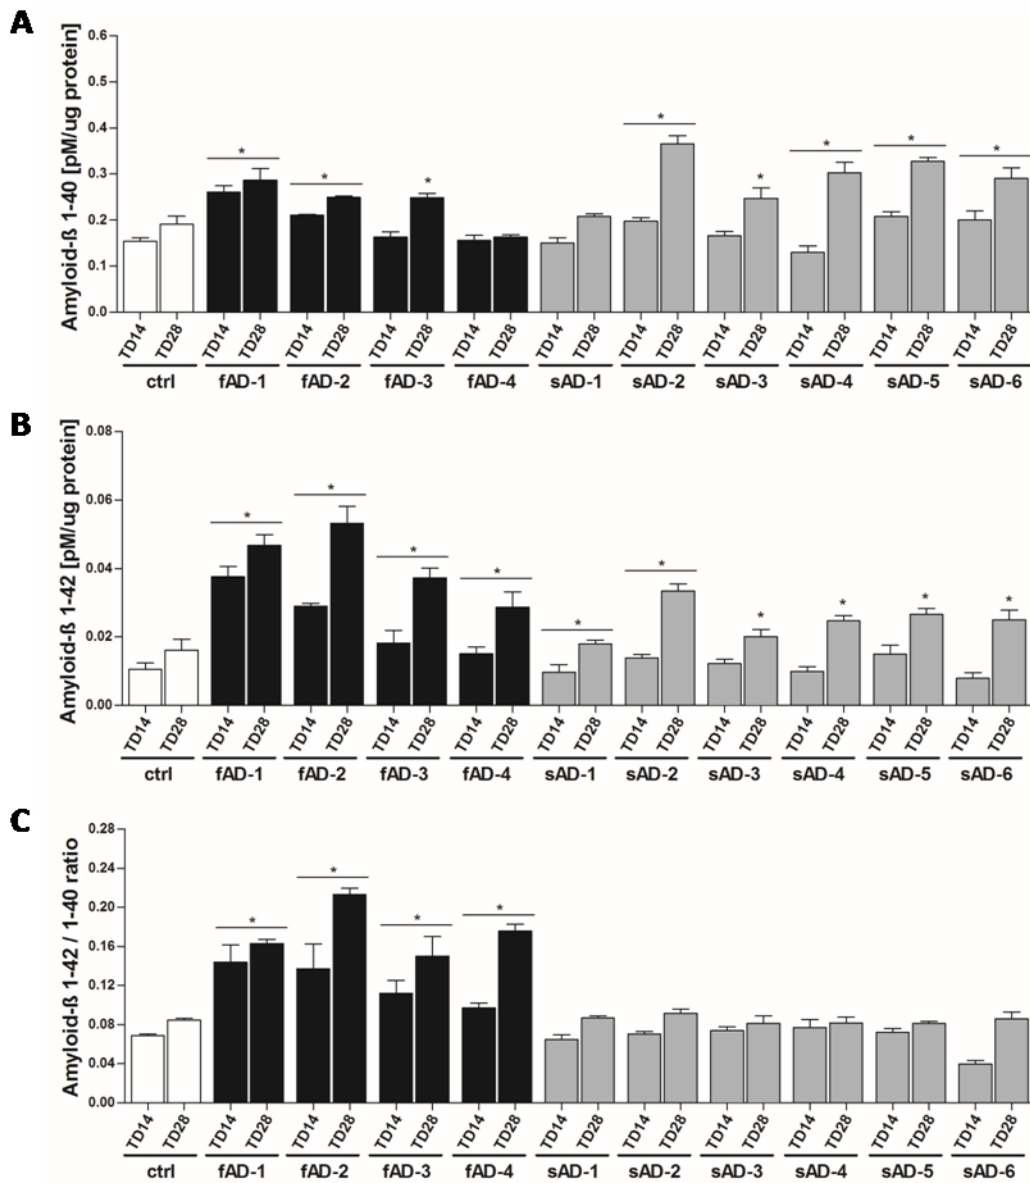 A
Amyloid-ß 1-40 [pM/ug protein]
0.6
0.5
0.4
0.3
0.2
0.1
0.0
* * * * * * * * *
TD14 TD28 TD14 TD28 TD14 TD28 TD14 TD28 TD14 TD28 TD14 TD28 TD14 TD28 TD14 TD28 TD14 TD28 TD14 TD28 TD14 TD28
ctrl fAD-1 fAD-2 fAD-3 fAD-4 sAD-1 sAD-2 sAD-3 sAD-4 sAD-5 sAD-6
B
Amyloid-ß 1-42 [pM/ug protein]
0.08
0.06
0.04
0.02
0.00
* * * * * * * * * *
TD14 TD28 TD14 TD28 TD14 TD28 TD14 TD28 TD14 TD28 TD14 TD28 TD14 TD28 TD14 TD28 TD14 TD28 TD14 TD28 TD14 TD28
ctrl fAD-1 fAD-2 fAD-3 fAD-4 sAD-1 sAD-2 sAD-3 sAD-4 sAD-5 sAD-6
C
Amyloid-ß 1-42 / 1-40 ratio
0.28
0.24
0.20
0.16
0.12
0.08
0.04
0.00
* * * *
TD14 TD28 TD14 TD28 TD14 TD28 TD14 TD28 TD14 TD28 TD14 TD28 TD14 TD28 TD14 TD28 TD14 TD28 TD14 TD28 TD14 TD28
ctrl fAD-1 fAD-2 fAD-3 fAD-4 sAD-1 sAD-2 sAD-3 sAD-4 sAD-5 sAD-6